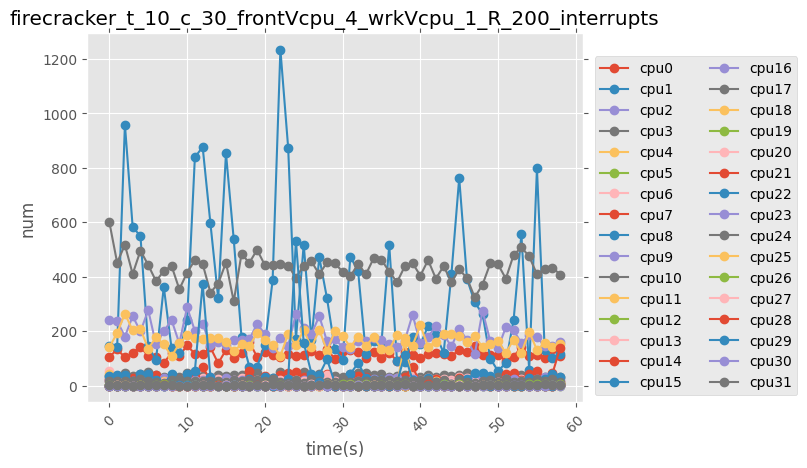 firecracker_t_10_c_30_frontVcpu_4_wrkVcpu_1_R_200_interrupts
1200
1000
800
600
400
200
0
num
0
10
20
30
40
50
60
time(s)
cpu0
cpu1
cpu2
cpu3
cpu4
cpu5
cpu6
cpu7
cpu8
cpu9
cpu10
cpu11
cpu12
cpu13
cpu14
cpu15
cpu16
cpu17
cpu18
cpu19
cpu20
cpu21
cpu22
cpu23
cpu24
cpu25
cpu26
cpu27
cpu28
cpu29
cpu30
cpu31